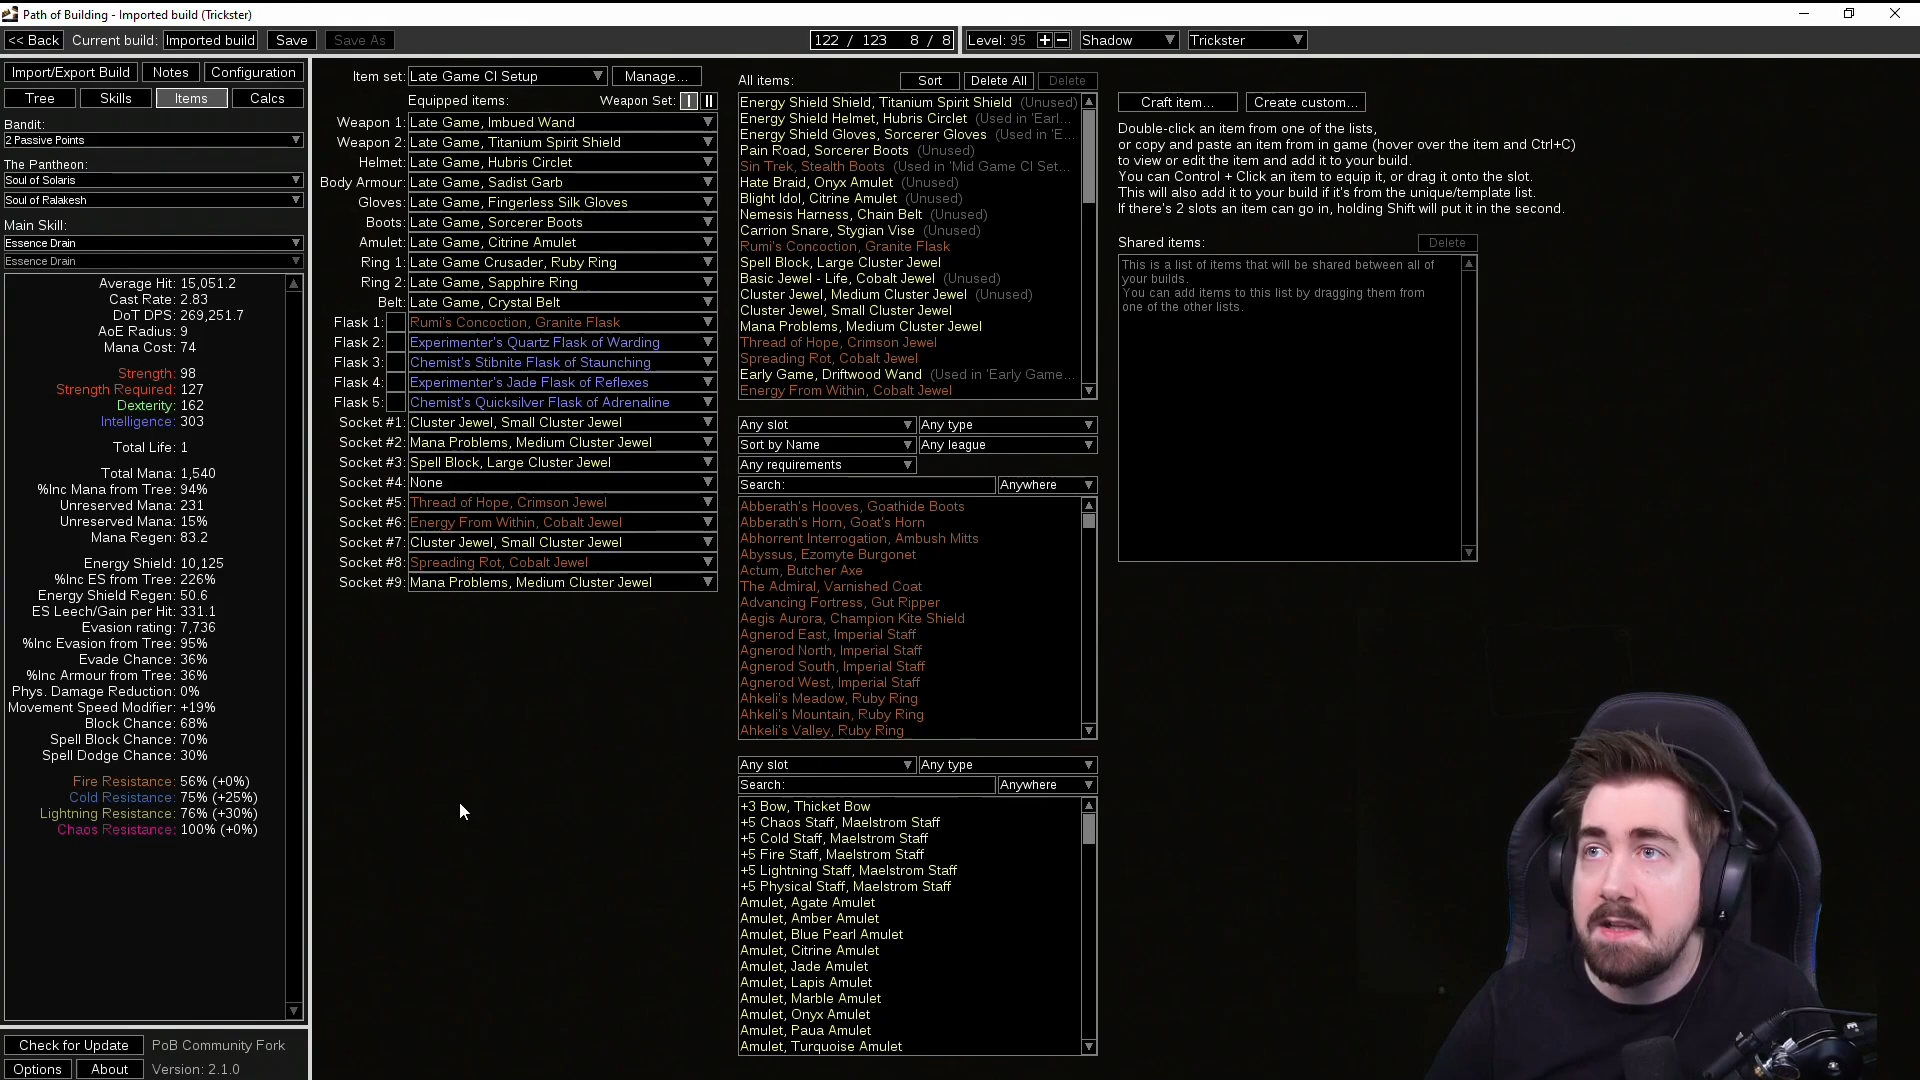 Path of Building - Imported build (Trickster)
<< Back
Current build: Imported build
Save
Save As
122 / 123 8 / 8
Level: 95 + -
Shadow
Trickster
Import/Export Build
Notes
Configuration
Tree
Skills
Items
Calcs
Bandit:
2 Passive Points
The Pantheon:
Soul of Solaris
Soul of Ralakesh
Main Skill:
Essence Drain
Essence Drain
Average Hit: 15,051.2
Cast Rate: 2.83
DoT DPS: 269,251.7
AoE Radius: 9
Mana Cost: 74
Strength: 98
Strength Required: 127
Dexterity: 162
Intelligence: 303
Total Life: 1
Total Mana: 1,540
%Inc Mana from Tree: 94%
Unreserved Mana: 231
Unreserved Mana: 15%
Mana Regen: 83.2
Energy Shield: 10,125
%Inc ES from Tree: 226%
Energy Shield Regen: 50.6
ES Leech/Gain per Hit: 331.1
Evasion rating: 7,736
%Inc Evasion from Tree: 95%
Evade Chance: 36%
%Inc Armour from Tree: 36%
Phys. Damage Reduction: 0%
Movement Speed Modifier: +19%
Block Chance: 68%
Spell Block Chance: 70%
Spell Dodge Chance: 30%
Fire Resistance: 56% (+0%)
Cold Resistance: 75% (+25%)
Lightning Resistance: 76% (+30%)
Chaos Resistance: 100% (+0%)
Check for Update
PoB Community Fork
Options
About
Version: 2.1.0
Item set: Late Game CI Setup
Manage...
Equipped items:
Weapon Set: I II
Weapon 1: Late Game, Imbued Wand
Weapon 2: Late Game, Titanium Spirit Shield
Helmet: Late Game, Hubris Circlet
Body Armour: Late Game, Sadist Garb
Gloves: Late Game, Fingerless Silk Gloves
Boots: Late Game, Sorcerer Boots
Amulet: Late Game, Citrine Amulet
Ring 1: Late Game Crusader, Ruby Ring
Ring 2: Late Game, Sapphire Ring
Belt: Late Game, Crystal Belt
Flask 1: Rumi's Concoction, Granite Flask
Flask 2: Experimenter's Quartz Flask of Warding
Flask 3: Chemist's Stibnite Flask of Staunching
Flask 4: Experimenter's Jade Flask of Reflexes
Flask 5: Chemist's Quicksilver Flask of Adrenaline
Socket #1: Cluster Jewel, Small Cluster Jewel
Socket #2: Mana Problems, Medium Cluster Jewel
Socket #3: Spell Block, Large Cluster Jewel
Socket #4: None
Socket #5: Thread of Hope, Crimson Jewel
Socket #6: Energy From Within, Cobalt Jewel
Socket #7: Cluster Jewel, Small Cluster Jewel
Socket #8: Spreading Rot, Cobalt Jewel
Socket #9: Mana Problems, Medium Cluster Jewel
All items:
Sort
Delete All
Delete
Energy Shield Shield, Titanium Spirit Shield (Unused)
Energy Shield Helmet, Hubris Circlet (Used in 'Earl...
Energy Shield Gloves, Sorcerer Gloves (Used in 'E...
Pain Road, Sorcerer Boots (Unused)
Sin Trek, Stealth Boots (Used in 'Mid Game CI Set...
Hate Braid, Onyx Amulet (Unused)
Blight Idol, Citrine Amulet (Unused)
Nemesis Harness, Chain Belt (Unused)
Carrion Snare, Stygian Vise (Unused)
Rumi's Concoction, Granite Flask
Spell Block, Large Cluster Jewel
Basic Jewel - Life, Cobalt Jewel (Unused)
Cluster Jewel, Medium Cluster Jewel (Unused)
Cluster Jewel, Small Cluster Jewel
Mana Problems, Medium Cluster Jewel
Thread of Hope, Crimson Jewel
Spreading Rot, Cobalt Jewel
Early Game, Driftwood Wand (Used in 'Early Game...
Energy From Within, Cobalt Jewel
Any slot
Any type
Sort by Name
Any league
Any requirements
Search:
Anywhere
Abberath's Hooves, Goathide Boots
Abberath's Horn, Goat's Horn
Abhorrent Interrogation, Ambush Mitts
Abyssus, Ezomyte Burgonet
Actum, Butcher Axe
The Admiral, Varnished Coat
Advancing Fortress, Gut Ripper
Aegis Aurora, Champion Kite Shield
Agnerod East, Imperial Staff
Agnerod North, Imperial Staff
Agnerod South, Imperial Staff
Agnerod West, Imperial Staff
Ahkeli's Meadow, Ruby Ring
Ahkeli's Mountain, Ruby Ring
Ahkeli's Valley, Ruby Ring
Any slot
Any type
Search:
Anywhere
+3 Bow, Thicket Bow
+5 Chaos Staff, Maelstrom Staff
+5 Cold Staff, Maelstrom Staff
+5 Fire Staff, Maelstrom Staff
+5 Lightning Staff, Maelstrom Staff
+5 Physical Staff, Maelstrom Staff
Amulet, Agate Amulet
Amulet, Amber Amulet
Amulet, Blue Pearl Amulet
Amulet, Citrine Amulet
Amulet, Jade Amulet
Amulet, Lapis Amulet
Amulet, Marble Amulet
Amulet, Onyx Amulet
Amulet, Paua Amulet
Amulet, Turquoise Amulet
Craft item...
Create custom...
Double-click an item from one of the lists,
or copy and paste an item from in game (hover over the item and Ctrl+C)
to view or edit the item and add it to your build.
You can Control + Click an item to equip it, or drag it onto the slot.
This will also add it to your build if it's from the unique/template list.
If there's 2 slots an item can go in, holding Shift will put it in the second.
Shared items:
Delete
This is a list of items that will be shared between all of
your builds.
You can add items to this list by dragging them from
one of the other lists.